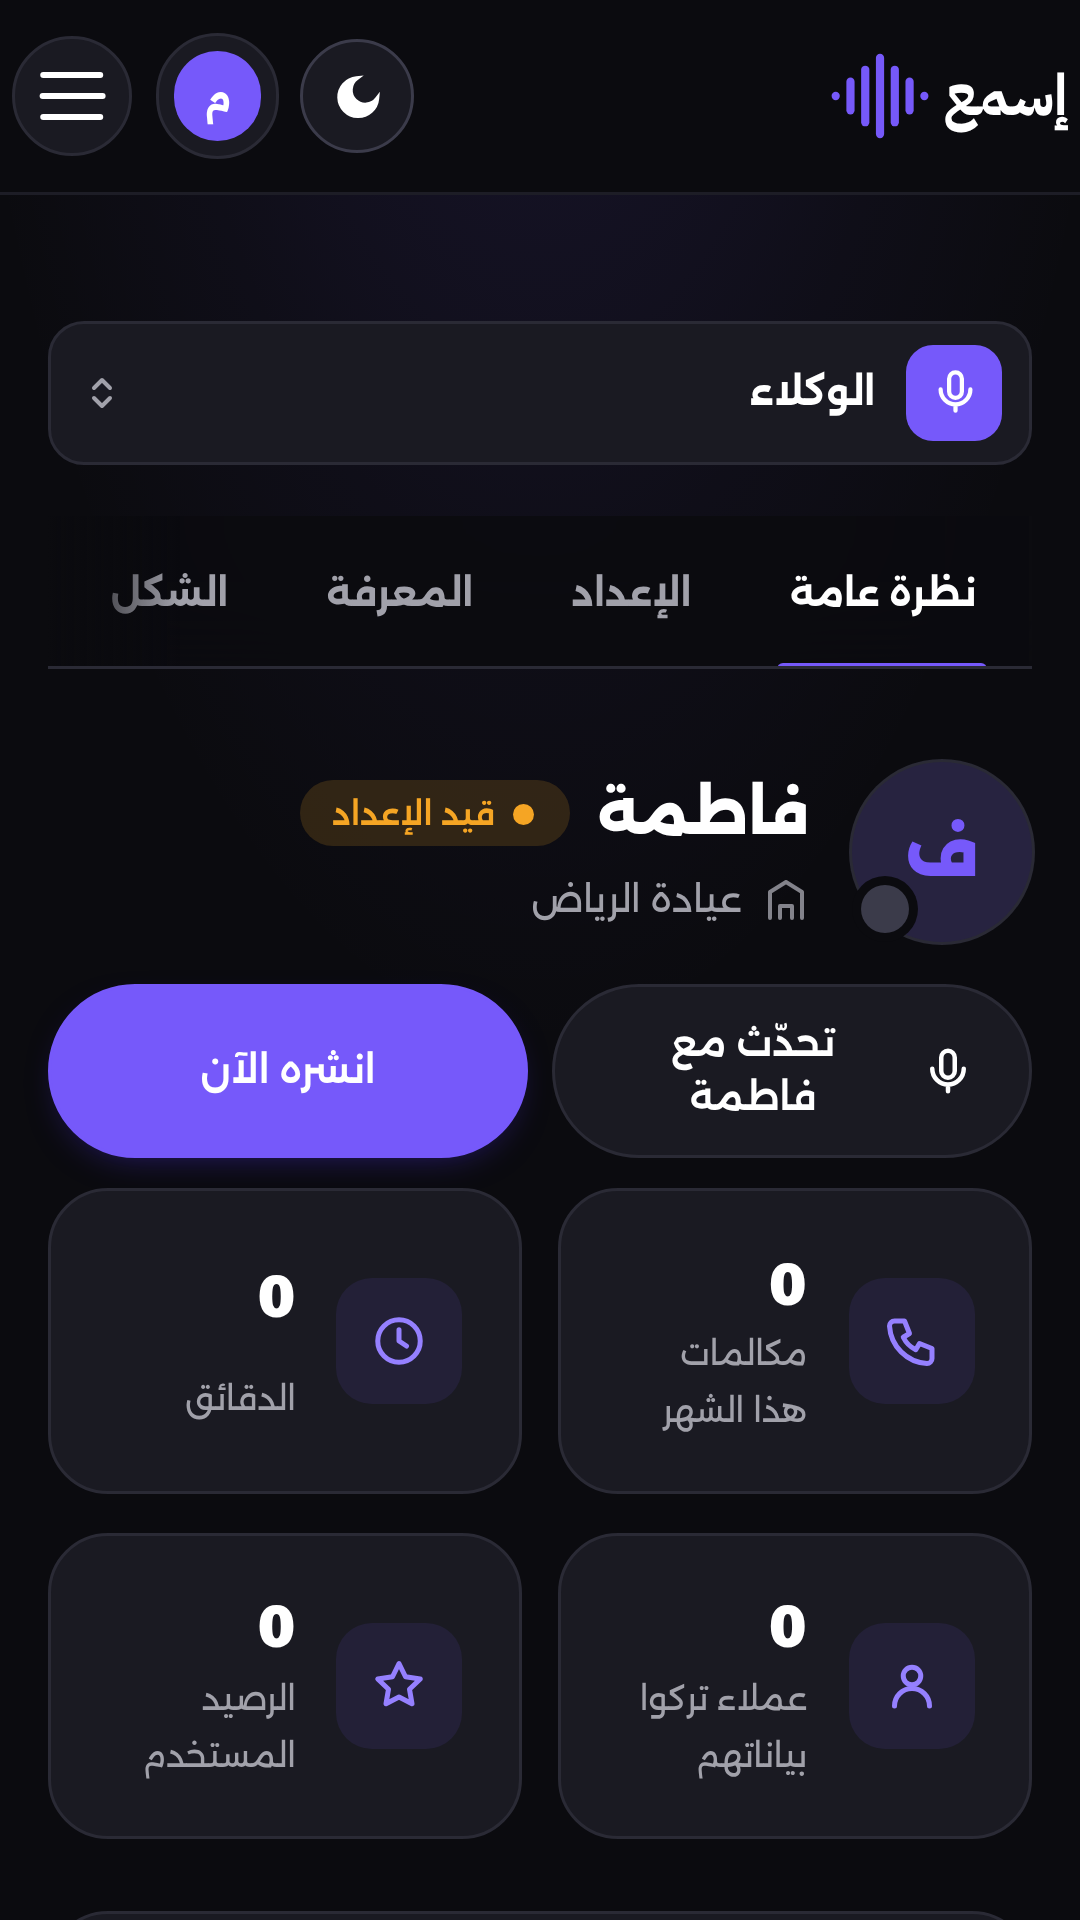 إسمع
م
الوكلاء
نظرة عامة
الإعداد
المعرفة
الشكل
ف
فاطمة
قيد الإعداد
عيادة الرياض
تحدّث مع
فاطمة
انشره الآن
0
مكالمات
هذا الشهر
0
الدقائق
0
عملاء تركوا
بياناتهم
0
الرصيد
المستخدم